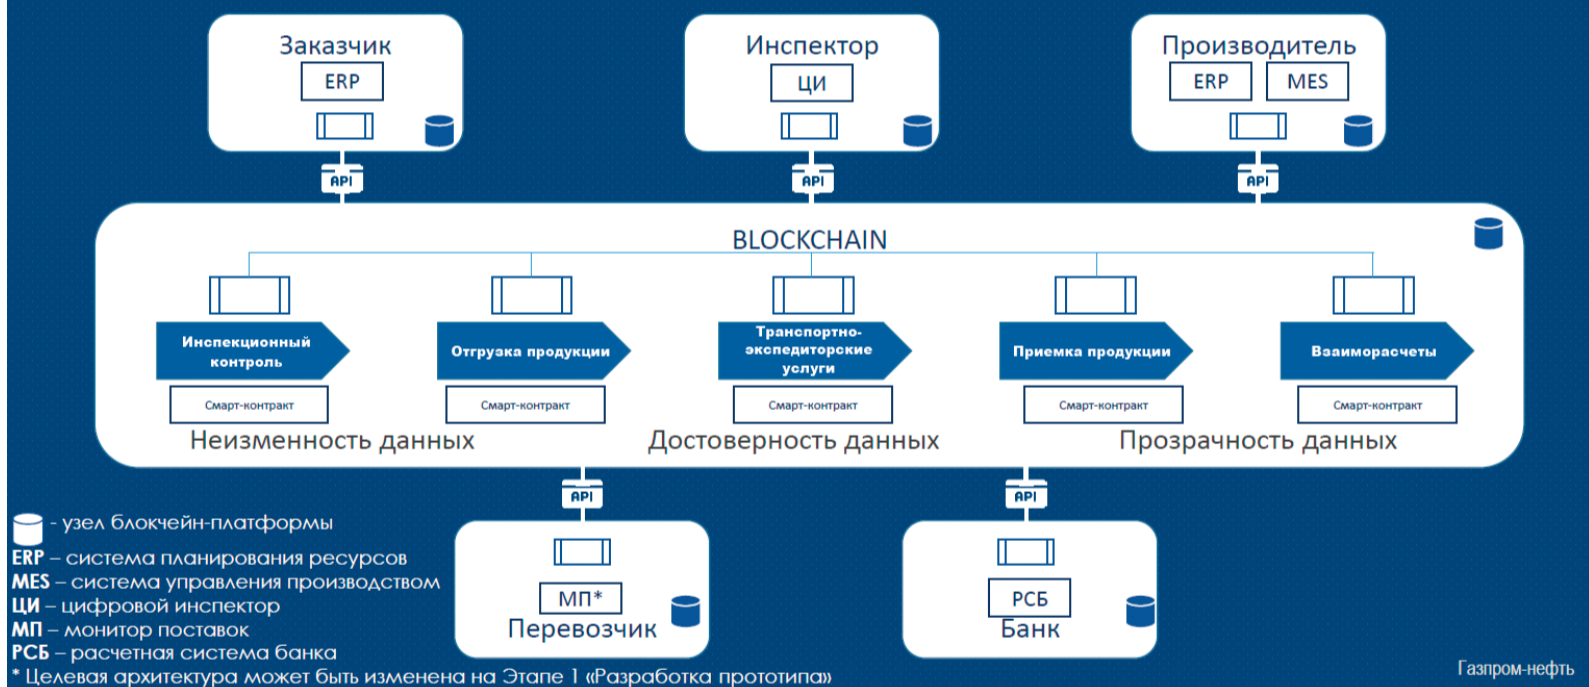 Заказчик
ERP
API
Инспектор
ЦИ
API
Производитель
ERP MES
API
BLOCKCHAIN
Инспекционный
контроль
Смарт-контракт
Отгрузка продукции
Смарт-контракт
Транспортно-
экспедиторские
услуги
Смарт-контракт
Приемка продукции
Смарт-контракт
Взаиморасчеты
Смарт-контракт
Неизменность данных
Достоверность данных
Прозрачность данных
API
МП*
Перевозчик
API
РСБ
Банк
- узел блокчейн-платформы
ERP – система планирования ресурсов
MES – система управления производством
ЦИ – цифровой инспектор
МП – монитор поставок
РСБ – расчетная система банка
* Целевая архитектура может быть изменена на Этапе 1 «Разработка прототипа»
Газпром-нефть